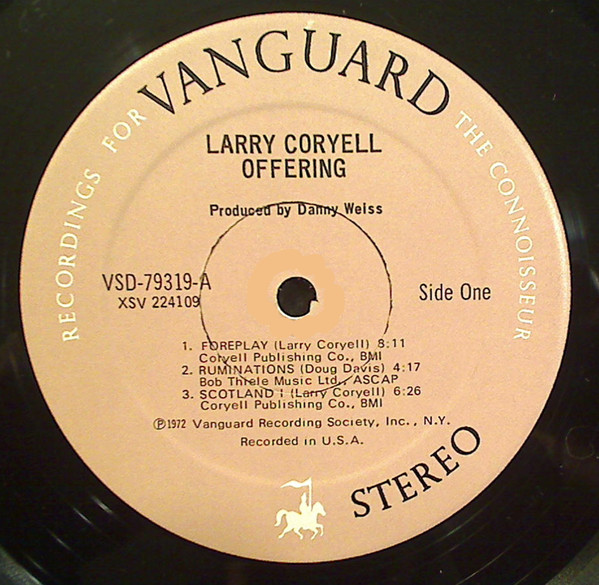 RECORDINGS FOR
VANGUARD
THE CONNOISSEUR
LARRY CORYELL
OFFERING
Produced by Danny Weiss
VSD-79319-A
XSV 224109
Side One
1. FOREPLAY (Larry Coryell) 8:11
Coryell Publishing Co., BMI
2. RUMINATIONS (Doug Davis) 4:17
Bob Thiele Music Ltd., ASCAP
3. SCOTLAND I (Larry Coryell) 6:26
Coryell Publishing Co., BMI
℗1972 Vanguard Recording Society, Inc., N.Y.
Recorded in U.S.A.
STEREO